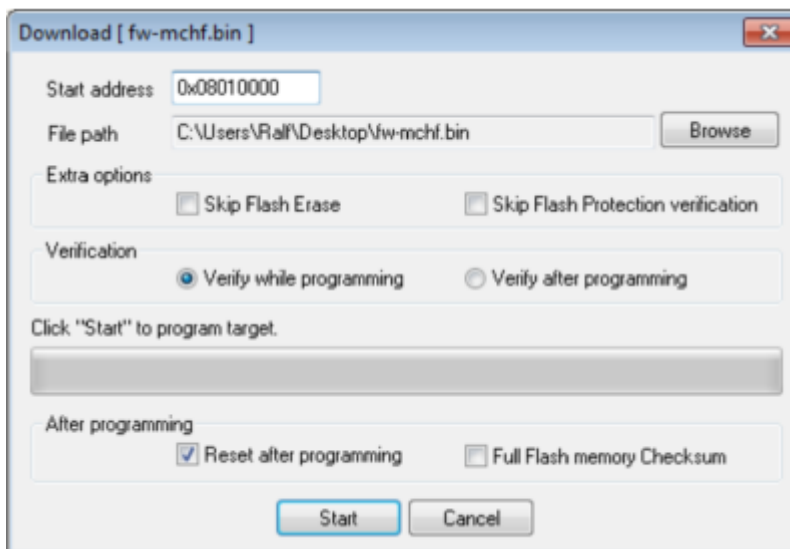 Download [ fw-mchf.bin ]
Start address 0x08010000
File path C:\Users\Ralf\Desktop\fw-mchf.bin Browse
Extra options
Skip Flash Erase Skip Flash Protection verification
Verification
Verify while programming Verify after programming
Click "Start" to program target.
After programming
Reset after programming Full Flash memory Checksum
Start Cancel